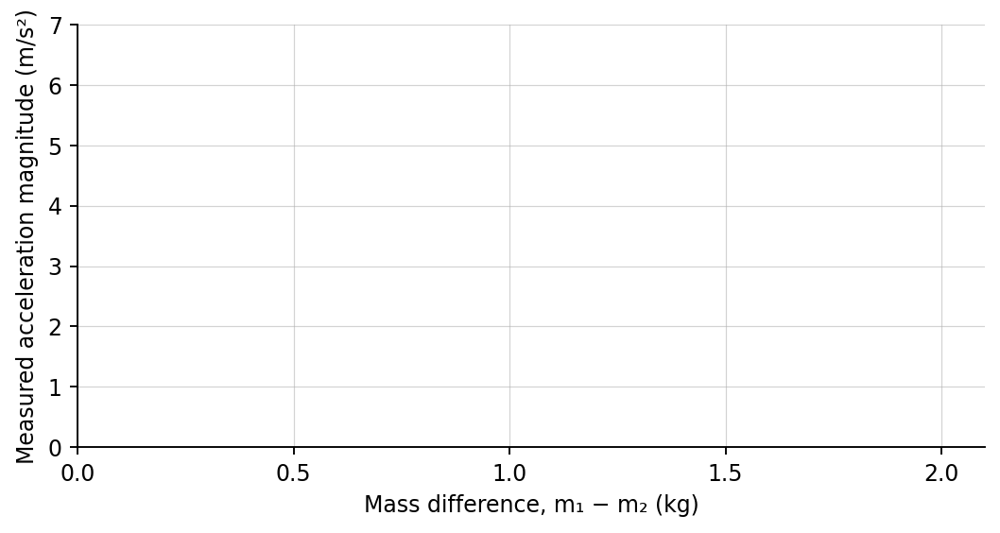 Measured acceleration magnitude (m/s²)
7
6
5
4
3
2
1
0
0.0 0.5 1.0 1.5 2.0
Mass difference, m₁ − m₂ (kg)